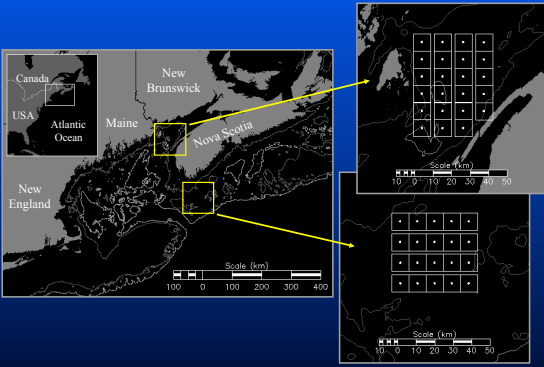 Canada
USA
Atlantic
Ocean
New
Brunswick
Maine
Nova Scotia
New
England
Scale (km)
100 0 100 200 300 400
Scale (km)
10 0 10 20 30 40 50
Scale (km)
10 0 10 20 30 40 50